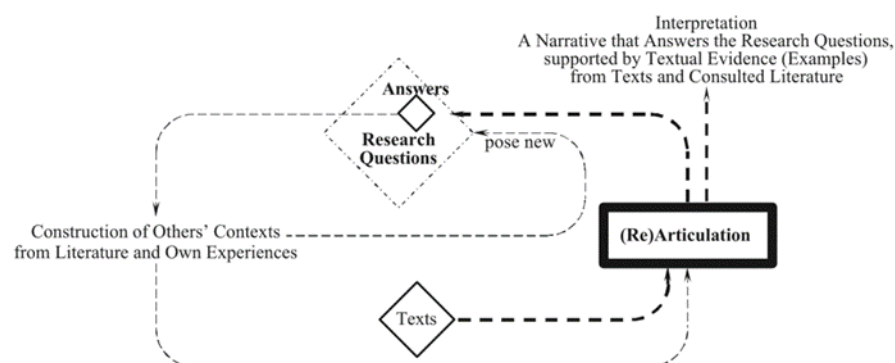 Interpretation
A Narrative that Answers the Research Questions,
supported by Textual Evidence (Examples)
from Texts and Consulted Literature
Answers
Research
Questions
pose new
Construction of Others' Contexts
from Literature and Own Experiences
(Re)Articulation
Texts